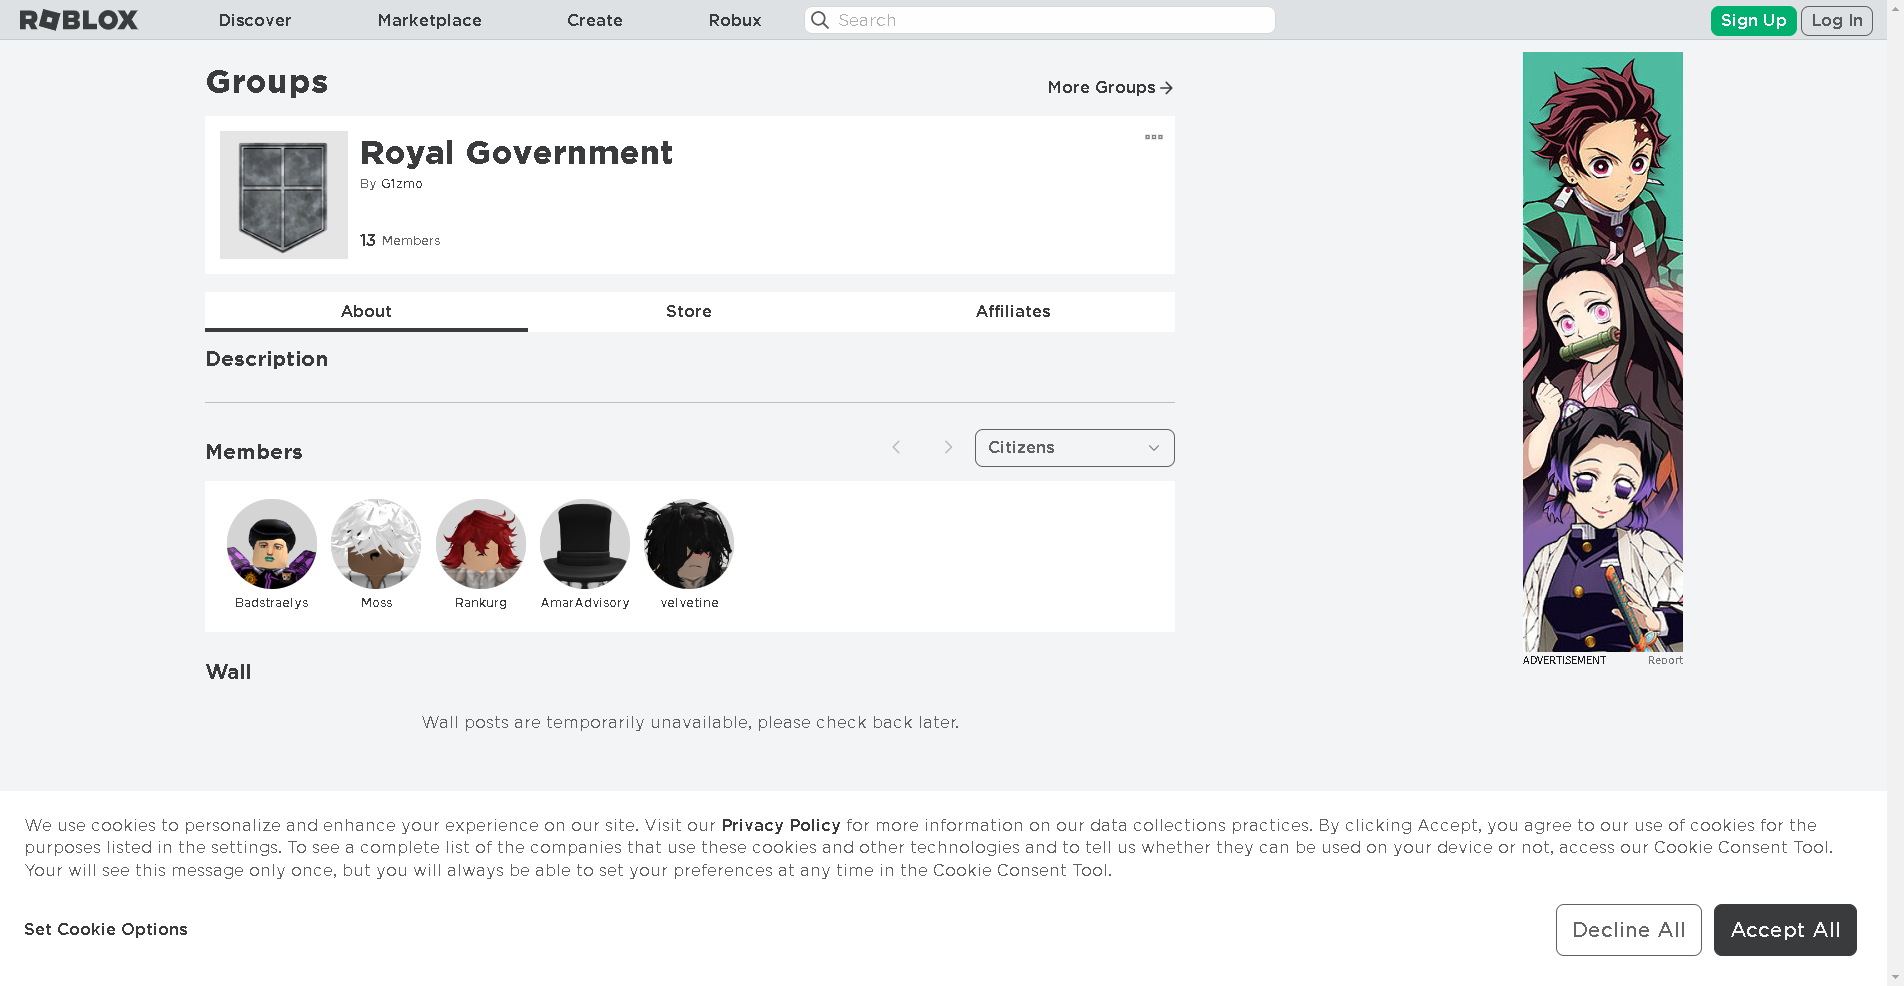 ROBLOX
Discover
Marketplace
Create
Robux
Search
Sign Up
Log In
Groups
More Groups
Royal Government
By G1zmo
13 Members
About
Store
Affiliates
Description
Members
Citizens
Badstraelys
Moss
Rankurg
AmarAdvisory
velvetine
Wall
Wall posts are temporarily unavailable, please check back later.
ADVERTISEMENT
Report
We use cookies to personalize and enhance your experience on our site. Visit our Privacy Policy for more information on our data collections practices. By clicking Accept, you agree to our use of cookies for the
purposes listed in the settings. To see a complete list of the companies that use these cookies and other technologies and to tell us whether they can be used on your device or not, access our Cookie Consent Tool.
Your will see this message only once, but you will always be able to set your preferences at any time in the Cookie Consent Tool.
Set Cookie Options
Decline All
Accept All